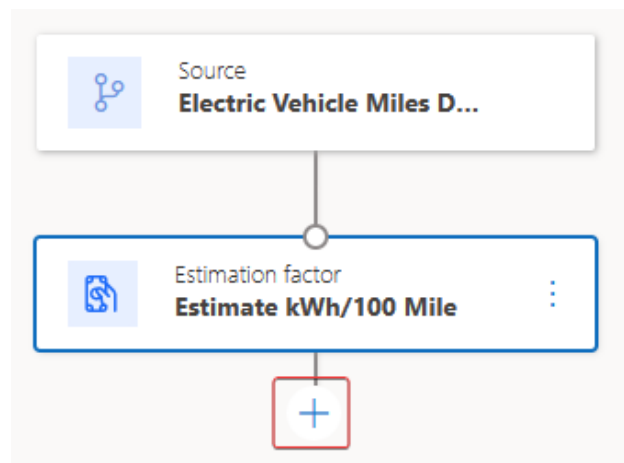 Source
Electric Vehicle Miles D...
Estimation factor
Estimate kWh/100 Mile